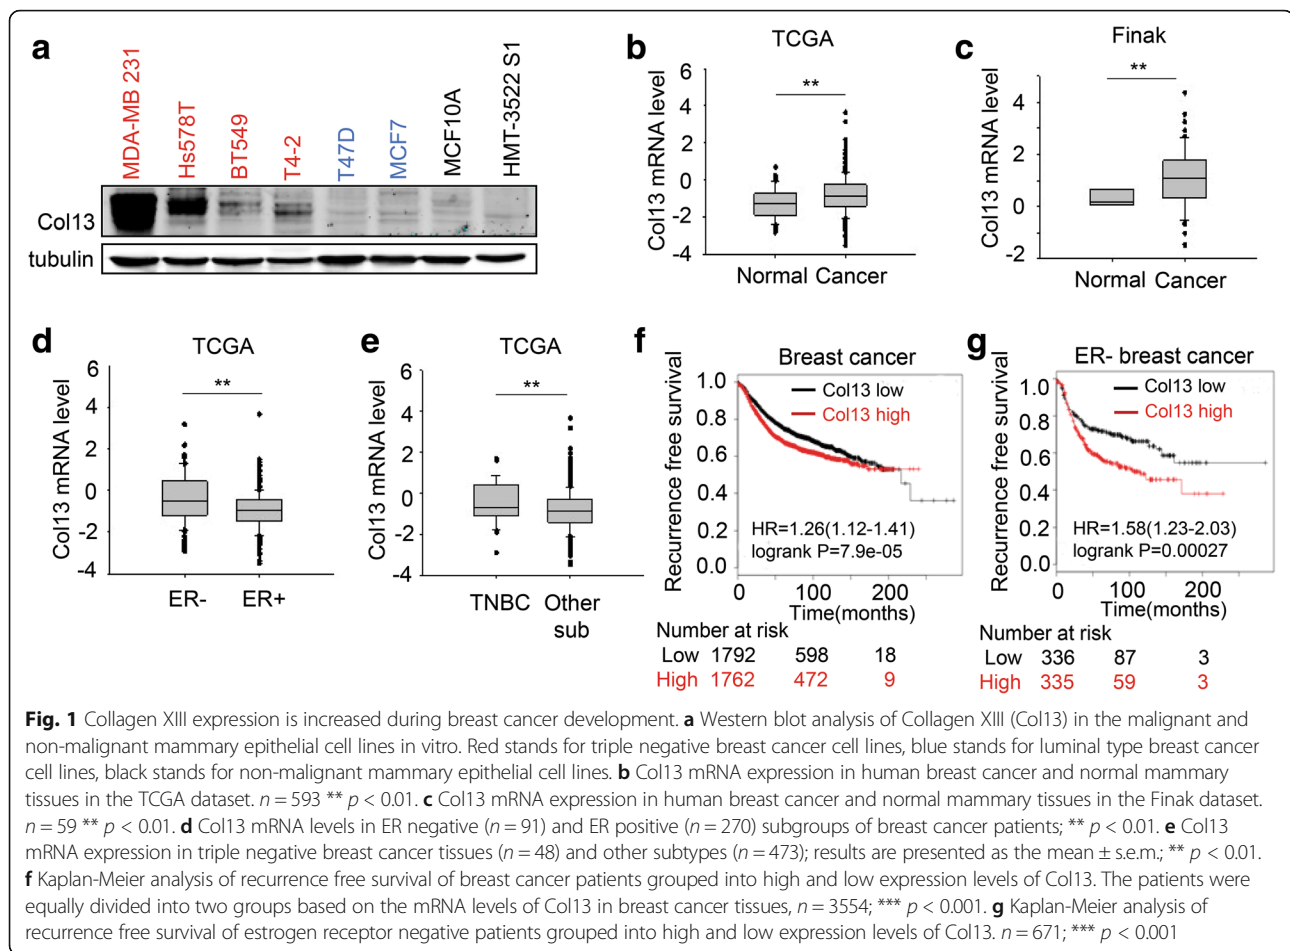 a
MDA-MB 231
Hs578T
BT549
T4-2
T47D
MCF7
MCF10A
HMT-3522 S1
Col13
tubulin
b
TCGA
**
Col13 mRNA level
6
4
2
0
-2
-4
Normal Cancer
c
Finak
**
Col13 mRNA level
4
2
0
-2
Normal Cancer
d
TCGA
**
Col13 mRNA level
6
4
2
0
-2
-4
ER- ER+
e
TCGA
**
Col13 mRNA level
6
4
2
0
-2
-4
TNBC Other
sub
f
Breast cancer
Col13 low
Col13 high
Recurrence free survival
1.0
0.8
0.6
0.4
0.2
0.0
HR=1.26(1.12-1.41)
logrank P=7.9e-05
0 100 200
Time(months)
Number at risk
Low 1792 598 18
High 1762 472 9
g
ER- breast cancer
Col13 low
Col13 high
Recurrence free survival
1.0
0.8
0.6
0.4
0.2
0.0
HR=1.58(1.23-2.03)
logrank P=0.00027
0 100 200
Time(months)
Number at risk
Low 336 87 3
High 335 59 3
Fig. 1 Collagen XIII expression is increased during breast cancer development. a Western blot analysis of Collagen XIII (Col13) in the malignant and
non-malignant mammary epithelial cell lines in vitro. Red stands for triple negative breast cancer cell lines, blue stands for luminal type breast cancer
cell lines, black stands for non-malignant mammary epithelial cell lines. b Col13 mRNA expression in human breast cancer and normal mammary
tissues in the TCGA dataset. n = 593 ** p < 0.01. c Col13 mRNA expression in human breast cancer and normal mammary tissues in the Finak dataset.
n = 59 ** p < 0.01. d Col13 mRNA levels in ER negative (n = 91) and ER positive (n = 270) subgroups of breast cancer patients; ** p < 0.01. e Col13
mRNA expression in triple negative breast cancer tissues (n = 48) and other subtypes (n = 473); results are presented as the mean ± s.e.m.; ** p < 0.01.
f Kaplan-Meier analysis of recurrence free survival of breast cancer patients grouped into high and low expression levels of Col13. The patients were
equally divided into two groups based on the mRNA levels of Col13 in breast cancer tissues, n = 3554; *** p < 0.001. g Kaplan-Meier analysis of
recurrence free survival of estrogen receptor negative patients grouped into high and low expression levels of Col13. n = 671; *** p < 0.001